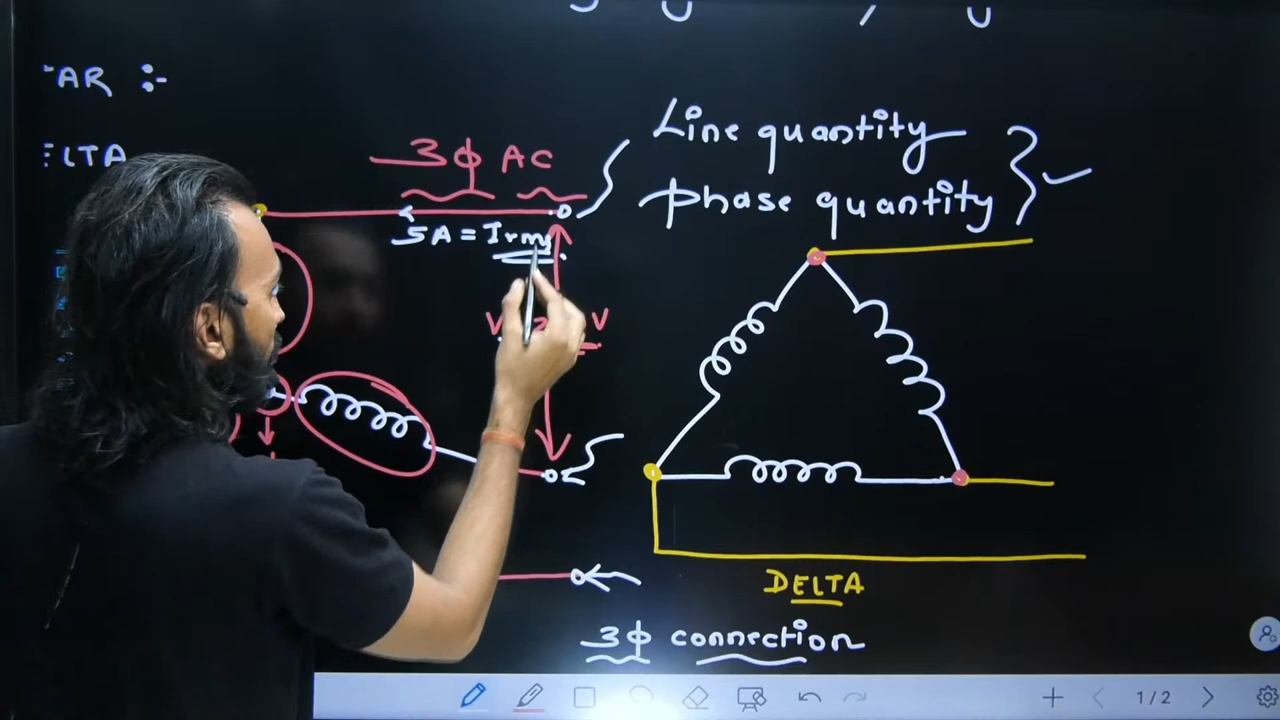 AR :-
ELTA
3ϕ AC
Line quantity
phase quantity
5A = Irms
V
V
DELTA
3ϕ connection
1/2